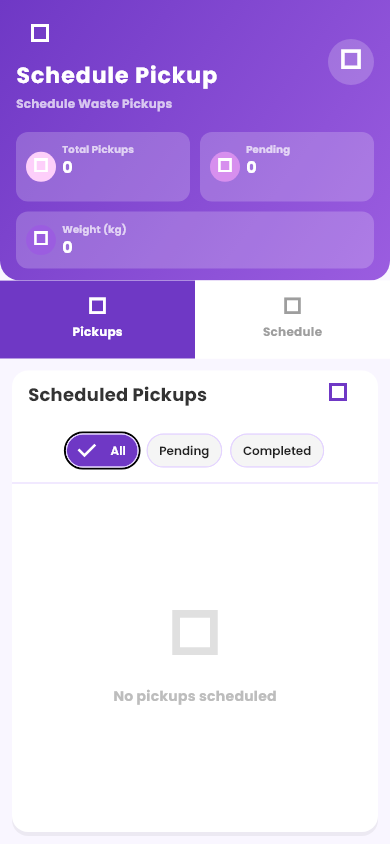 Schedule Pickup
Schedule Waste Pickups
Total Pickups
0
Pending
0
Weight (kg)
0
Pickups
Schedule
Scheduled Pickups
All
Pending
Completed
No pickups scheduled